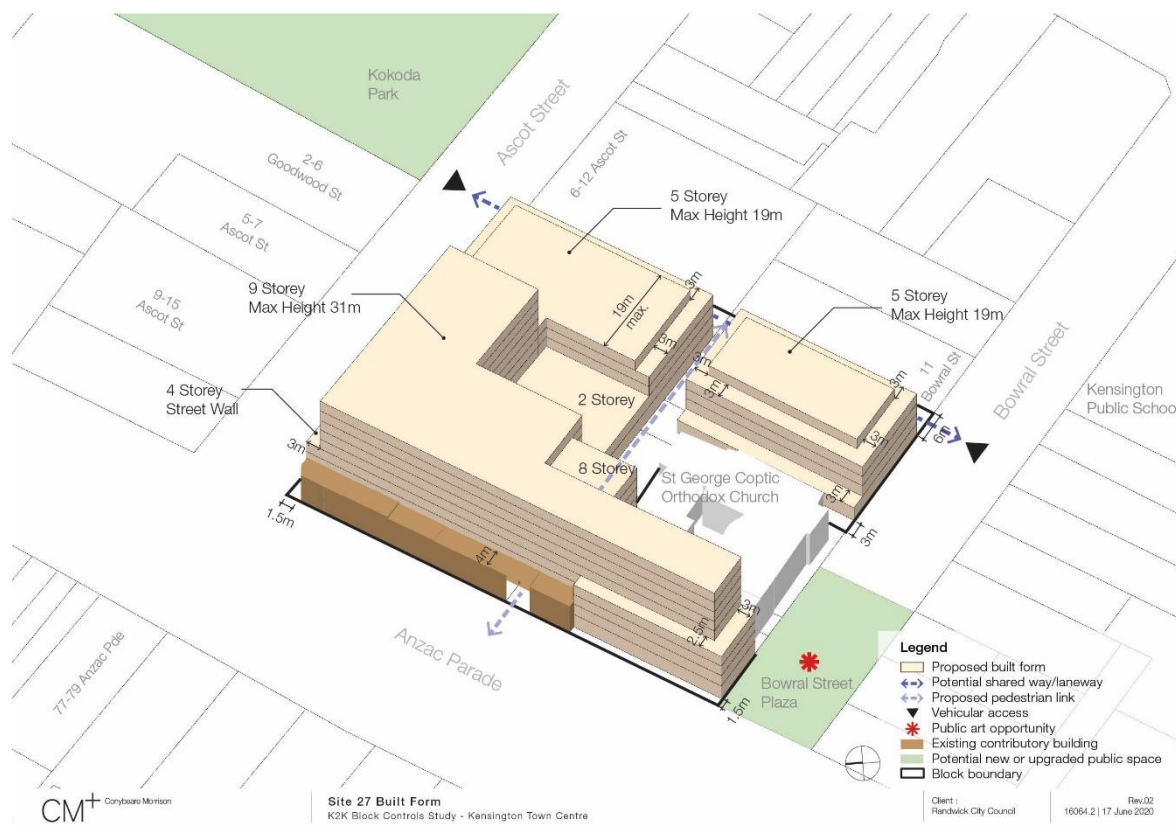 Kokoda
Park
Ascot Street
2-6
Goodwood St
6-12 Ascot St
5-7
Ascot St
9-15
Ascot St
5 Storey
Max Height 19m
9 Storey
Max Height 31m
5 Storey
Max Height 19m
19m
max.
3m
3m
3m
3m
3m
3m
3m
11
Bowral St
Bowral Street
Kensington
Public School
6m
3m
4 Storey
Street Wall
3m
2 Storey
8 Storey
St George Coptic
Orthodox Church
1.5m
4m
3m
2.5m
1.5m
77-79 Anzac Pde
Anzac Parade
Bowral Street
Plaza
Legend
Proposed built form
Potential shared way/laneway
Proposed pedestrian link
Vehicular access
Public art opportunity
Existing contributory building
Potential new or upgraded public space
Block boundary
CM+ Conybeare Morrison
Site 27 Built Form
K2K Block Controls Study - Kensington Town Centre
Client :
Randwick City Council
Rev.02
16064.2 | 17 June 2020